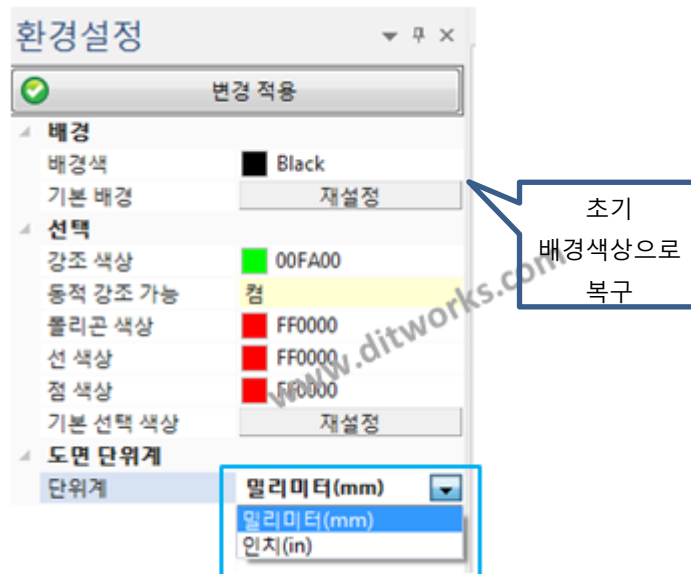 환경설정
변경 적용
배경
배경색 Black
기본 배경 재설정
초기
배경색상으로
복구
선택
강조 색상 00FA00
동적 강조 가능 켬
폴리곤 색상 FF0000
선 색상 FF0000
점 색상 FF0000
기본 선택 색상 재설정
도면 단위계
단위계 밀리미터(mm)
밀리미터(mm)
인치(in)
www.ditworks.com